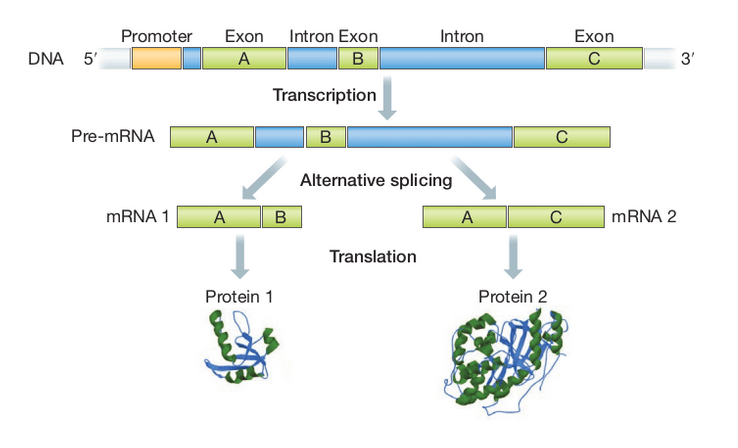 Promoter Exon Intron Exon Intron Exon
DNA 5′ A B C 3′
Transcription
Pre-mRNA A B C
Alternative splicing
mRNA 1 A B A C mRNA 2
Translation
Protein 1 Protein 2